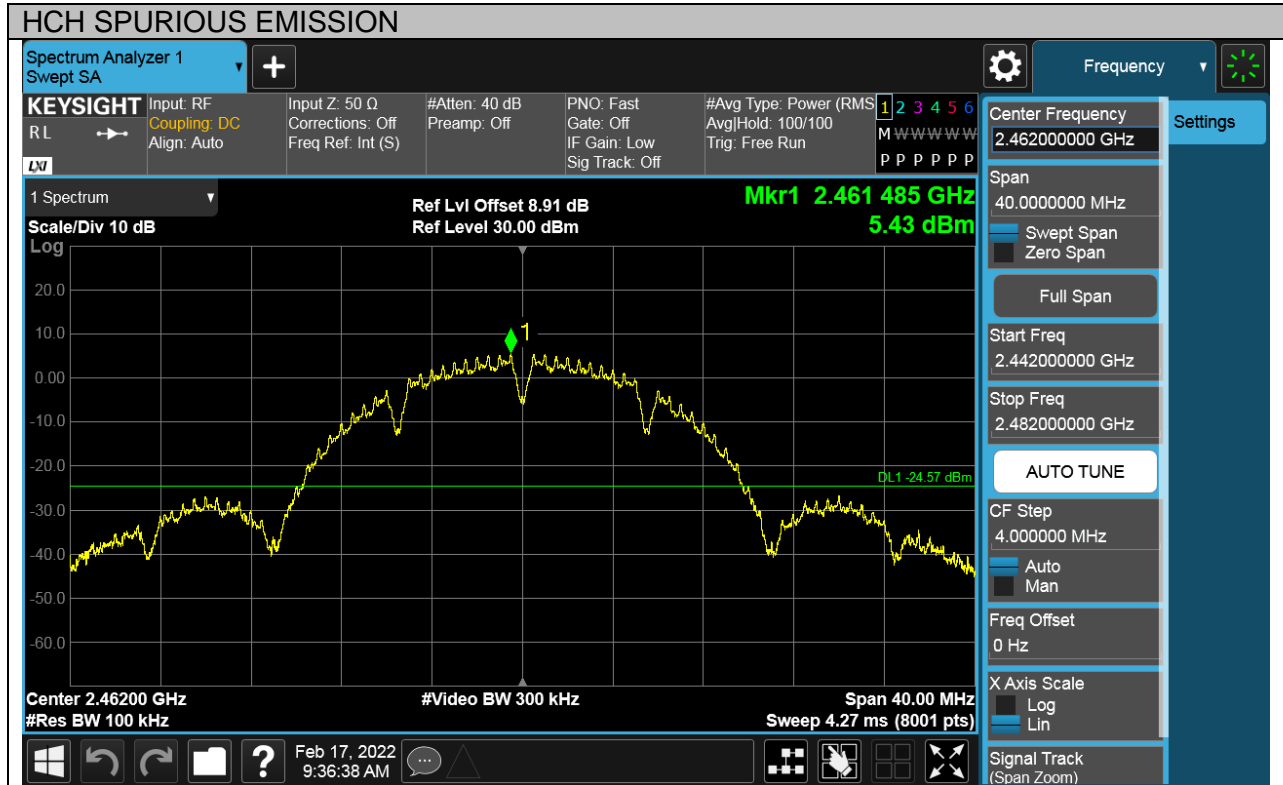 HCH SPURIOUS EMISSION
Spectrum Analyzer 1
Swept SA
Frequency
KEYSIGHT
RL
LXI
Input: RF
Coupling: DC
Align: Auto
Input Z: 50 Ω
Corrections: Off
Freq Ref: Int (S)
#Atten: 40 dB
Preamp: Off
PNO: Fast
Gate: Off
IF Gain: Low
Sig Track: Off
#Avg Type: Power (RMS
Avg|Hold: 100/100
Trig: Free Run
1 2 3 4 5 6
M W W W W W
P P P P P P
1 Spectrum
Scale/Div 10 dB
Log
Ref Lvl Offset 8.91 dB
Ref Level 30.00 dBm
Mkr1 2.461 485 GHz
5.43 dBm
20.0
10.0
0.00
-10.0
-20.0
-30.0
-40.0
-50.0
-60.0
1
DL1 -24.57 dBm
Center 2.46200 GHz
#Res BW 100 kHz
#Video BW 300 kHz
Span 40.00 MHz
Sweep 4.27 ms (8001 pts)
Feb 17, 2022
9:36:38 AM
Center Frequency
2.462000000 GHz
Settings
Span
40.0000000 MHz
Swept Span
Zero Span
Full Span
Start Freq
2.442000000 GHz
Stop Freq
2.482000000 GHz
AUTO TUNE
CF Step
4.000000 MHz
Auto
Man
Freq Offset
0 Hz
X Axis Scale
Log
Lin
Signal Track
(Span Zoom)